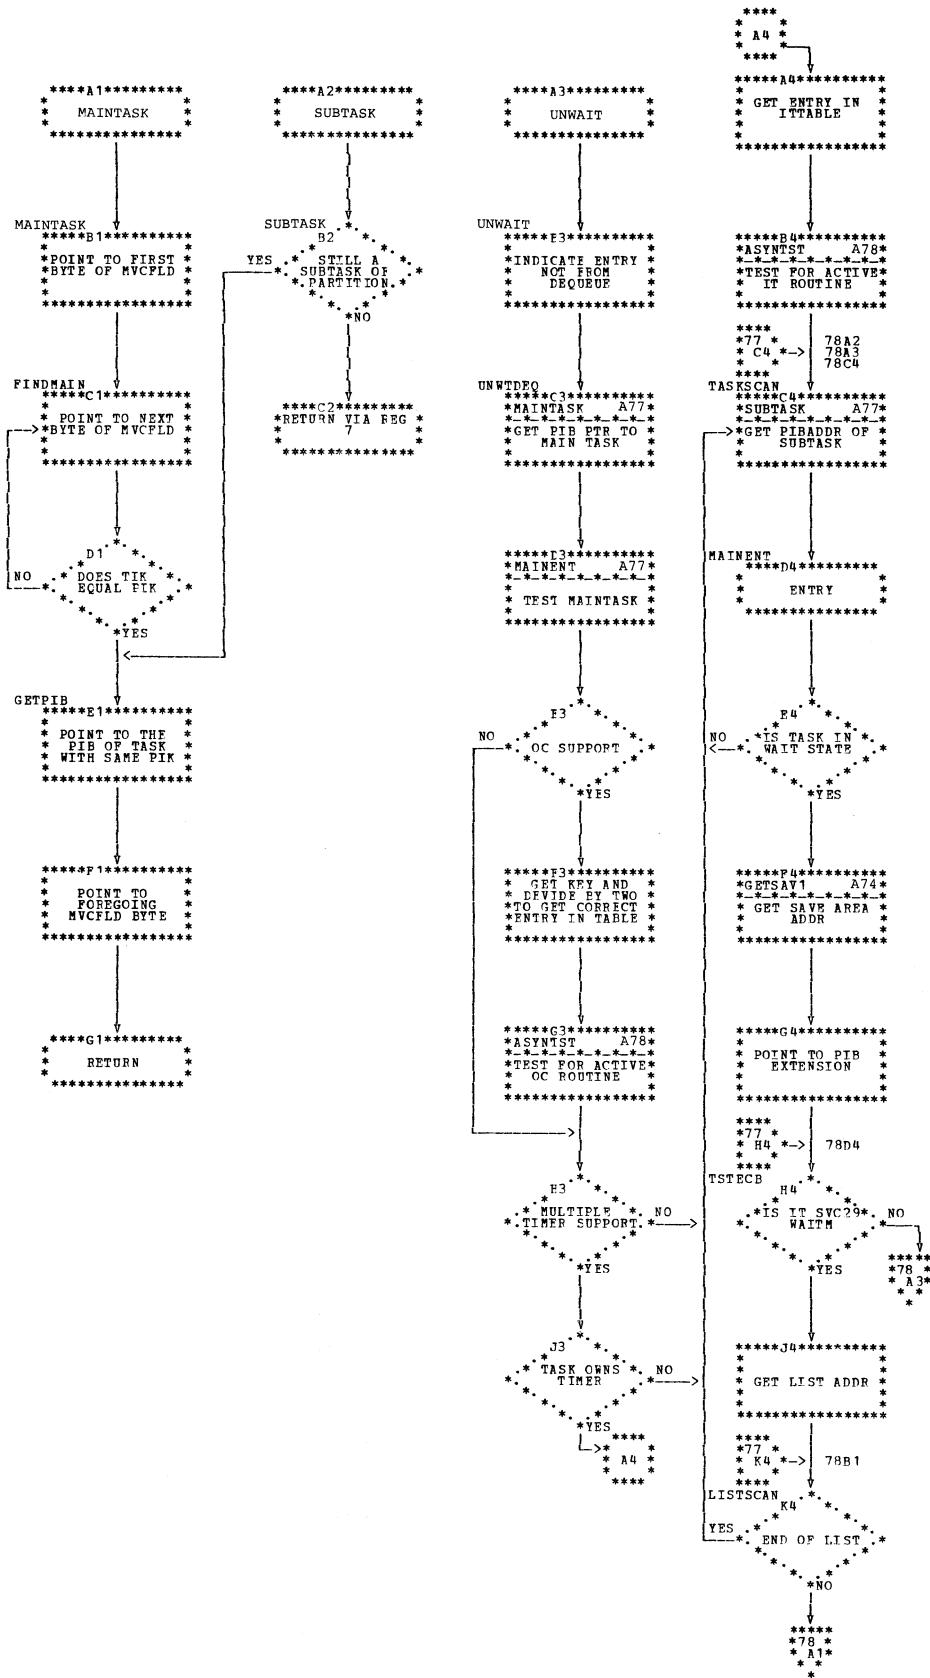 A1
MAINTASK
MAINTASK
B1
POINT TO FIRST
BYTE OF MVCFLD
FINDMAIN
C1
POINT TO NEXT
BYTE OF MVCFLD
D1
DOES TIK
EQUAL PIK
NO
YES
GETPIB
E1
POINT TO THE
PIB OF TASK
WITH SAME PIK
F1
POINT TO
FOREGOING
MVCFLD BYTE
G1
RETURN
A2
SUBTASK
SUBTASK
B2
STILL A
SUBTASK OF
PARTITION
YES
NO
C2
RETURN VIA REG
7
A3
UNWAIT
UNWAIT
B3
INDICATE ENTRY
NOT FROM
DEQUEUE
UNWTDEQ
C3
MAINTASK A77
GET PIB PTR TO
MAIN TASK
D3
MAINENT A77
TEST MAINTASK
E3
OC SUPPORT
NO
YES
F3
GET KEY AND
DEVIDE BY TWO
TO GET CORRECT
ENTRY IN TABLE
G3
ASYNTST A78
TEST FOR ACTIVE
OC ROUTINE
H3
MULTIPLE
TIMER SUPPORT
NO
YES
J3
TASK OWNS
TIMER
NO
YES
A4
A4
A4
GET ENTRY IN
ITTABLE
B4
ASYNTST A78
TEST FOR ACTIVE
IT ROUTINE
77
C4
78A2
78A3
78C4
TASKSCAN
C4
SUBTASK A77
GET PIBADDR OF
SUBTASK
MAINENT
D4
ENTRY
E4
IS TASK IN
WAIT STATE
NO
YES
F4
GETSAV1 A74
GET SAVE AREA
ADDR
G4
POINT TO PIB
EXTENSION
77
H4
78D4
TSTECB
H4
IS IT SVC29
WAITM
NO
YES
78
A3
J4
GET LIST ADDR
77
K4
78B1
LISTSCAN
K4
END OF LIST
YES
NO
78
A1